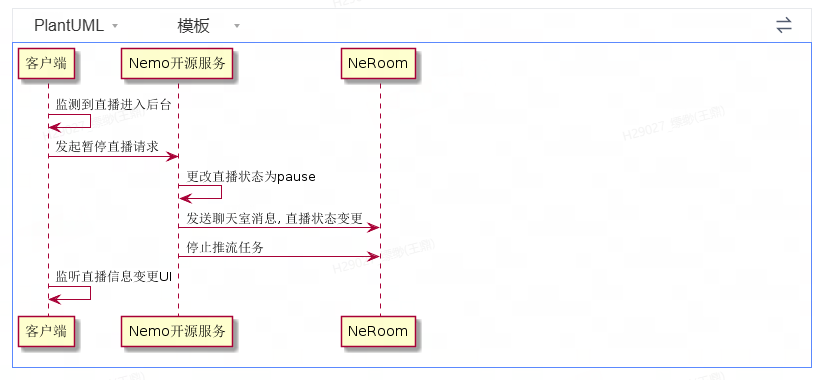 PlantUML 模板
客户端 Nemo开源服务 NeRoom
监测到直播进入后台
发起暂停直播请求
更改直播状态为pause
发送聊天室消息, 直播状态变更
停止推流任务
监听直播信息变更UI
客户端 Nemo开源服务 NeRoom